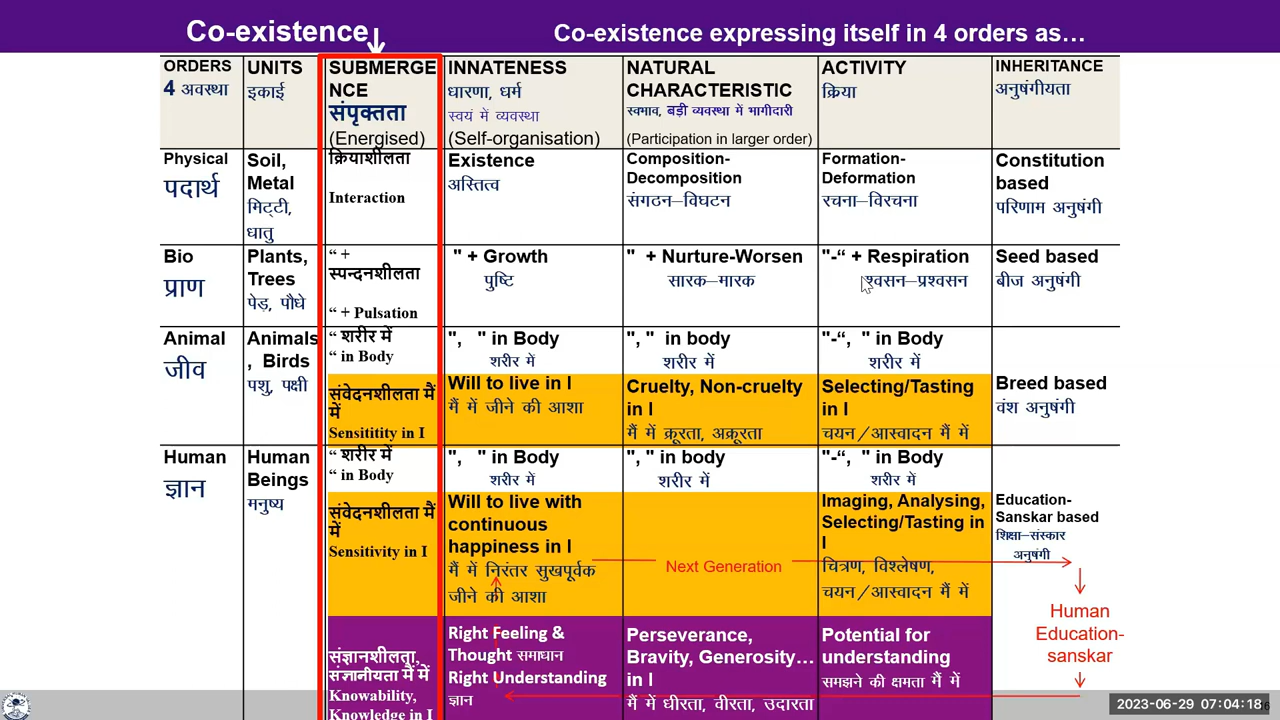 Co-existence
Co-existence expressing itself in 4 orders as…
ORDERS
4 अवस्था
UNITS
इकाई
SUBMERGE
NCE
संपृक्तता
(Energised)
INNATENESS
धारणा, धर्म
स्वयं में व्यवस्था
(Self-organisation)
NATURAL
CHARACTERISTIC
स्वभाव, बड़ी व्यवस्था में भागीदारी
(Participation in larger order)
ACTIVITY
क्रिया
INHERITANCE
अनुषंगीयता
Physical
पदार्थ
Soil,
Metal
मिट्टी,
धातु
क्रियाशीलता
Interaction
Existence
अस्तित्व
Composition-
Decomposition
संगठन–विघटन
Formation-
Deformation
रचना–विरचना
Constitution
based
परिणाम अनुषंगी
Bio
प्राण
Plants,
Trees
पेड़, पौधे
“ +
स्पन्दनशीलता
“ + Pulsation
" + Growth
पुष्टि
" + Nurture-Worsen
सारक–मारक
"-“ + Respiration
श्वसन–प्रश्वसन
Seed based
बीज अनुषंगी
Animal
जीव
Animals
, Birds
पशु, पक्षी
“ शरीर में
“ in Body
", " in Body
शरीर में
", " in body
शरीर में
"-“, " in Body
शरीर में
संवेदनशीलता मैं
में
Sensititity in I
Will to live in I
मैं में जीने की आशा
Cruelty, Non-cruelty
in I
मैं में क्रूरता, अक्रूरता
Selecting/Tasting
in I
चयन/आस्वादन मैं में
Breed based
वंश अनुषंगी
Human
ज्ञान
Human
Beings
मनुष्य
“ शरीर में
“ in Body
", " in Body
शरीर में
", " in body
शरीर में
"-“, " in Body
शरीर में
संवेदनशीलता मैं
में
Sensitivity in I
Will to live with
continuous
happiness in I
मैं में निरंतर सुखपूर्वक
जीने की आशा
Next Generation
Imaging, Analysing,
Selecting/Tasting in
I
चित्रण, विश्लेषण,
चयन/आस्वादन मैं में
Education-
Sanskar based
शिक्षा–संस्कार
अनुषंगी
Human
Education-
sanskar
संज्ञानशीलता,
संज्ञानीयता मैं में
Knowability,
Knowledge in I
Right Feeling &
Thought समाधान
Right Understanding
ज्ञान
Perseverance,
Bravity, Generosity…
in I
मैं में धीरता, वीरता, उदारता
Potential for
understanding
समझने की क्षमता मैं में
2023-06-29 07:04:18